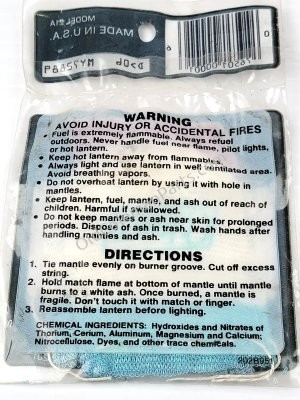 MODEL 21A
MADE IN U.S.A.
WARNING
AVOID INJURY OR ACCIDENTAL FIRES
• Fuel is extremely flammable. Always refuel
outdoors. Never handle fuel near flame, pilot lights,
or hot lantern.
• Keep hot lantern away from flammables.
• Always light and use lantern in well ventilated area.
Avoid breathing vapors.
• Do not overheat lantern by using it with hole in
mantles.
• Keep lantern, fuel, mantle, and ash out of reach of
children. Harmful if swallowed.
• Do not keep mantles or ash near skin for prolonged
periods. Dispose of ash in trash. Wash hands after
handling mantles and ash.
DIRECTIONS
1. Tie mantle evenly on burner groove. Cut off excess
string.
2. Hold match flame at bottom of mantle until mantle
burns to a white ash. Once burned, a mantle is
fragile. Don't touch it with match or finger.
3. Reassemble lantern before lighting.
CHEMICAL INGREDIENTS: Hydroxides and Nitrates of
Thorium, Cerium, Aluminum, Magnesium and Calcium;
Nitrocellulose, Dyes, and other trace chemicals.